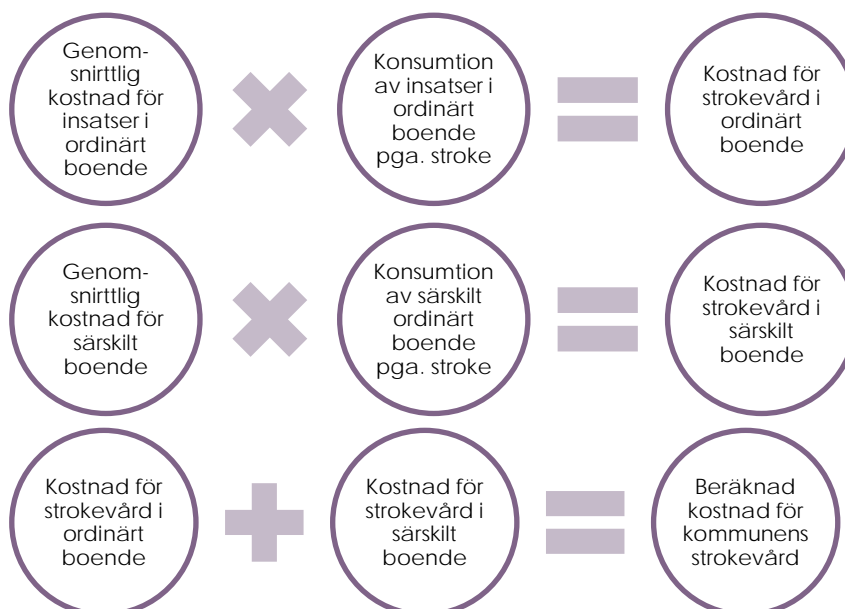 Genom-
snirttlig
kostnad för
insatser i
ordinärt
boende
Konsumtion
av insatser i
ordinärt
boende
pga. stroke
Kostnad för
strokevård i
ordinärt
boende
Genom-
snirttlig
kostnad för
särskilt
boende
Konsumtion
av särskilt
ordinärt
boende
pga. stroke
Kostnad för
strokevård i
särskilt
boende
Kostnad för
strokevård i
ordinärt
boende
Kostnad för
strokevård i
särskilt
boende
Beräknad
kostnad för
kommunens
strokevård